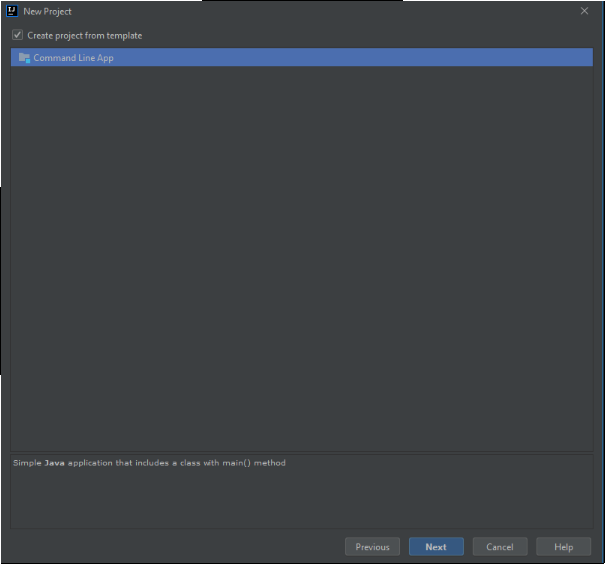 IJ
New Project
Create project from template
Command Line App
Simple Java application that includes a class with main() method
Previous Next Cancel Help